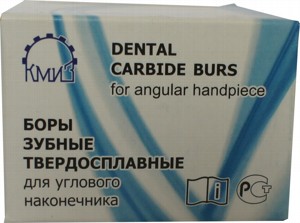 КМИЗ
DENTAL
CARBIDE BURS
for angular handpiece
БОРЫ
ЗУБНЫЕ
ТВЕРДОСПЛАВНЫЕ
для углового
наконечника